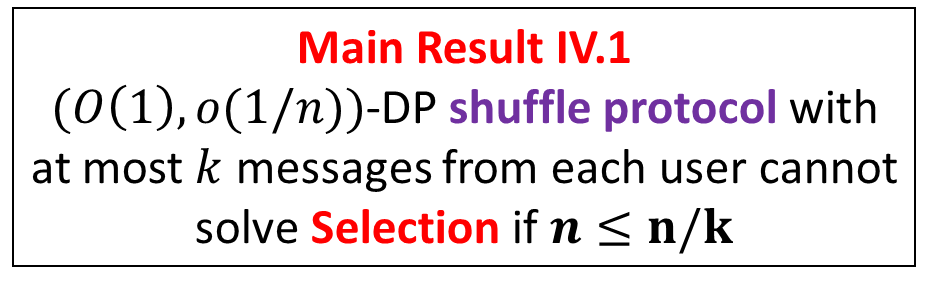 Main Result IV.1
(O(1), o(1/n))-DP shuffle protocol with
at most k messages from each user cannot
solve Selection if n ≤ n/k